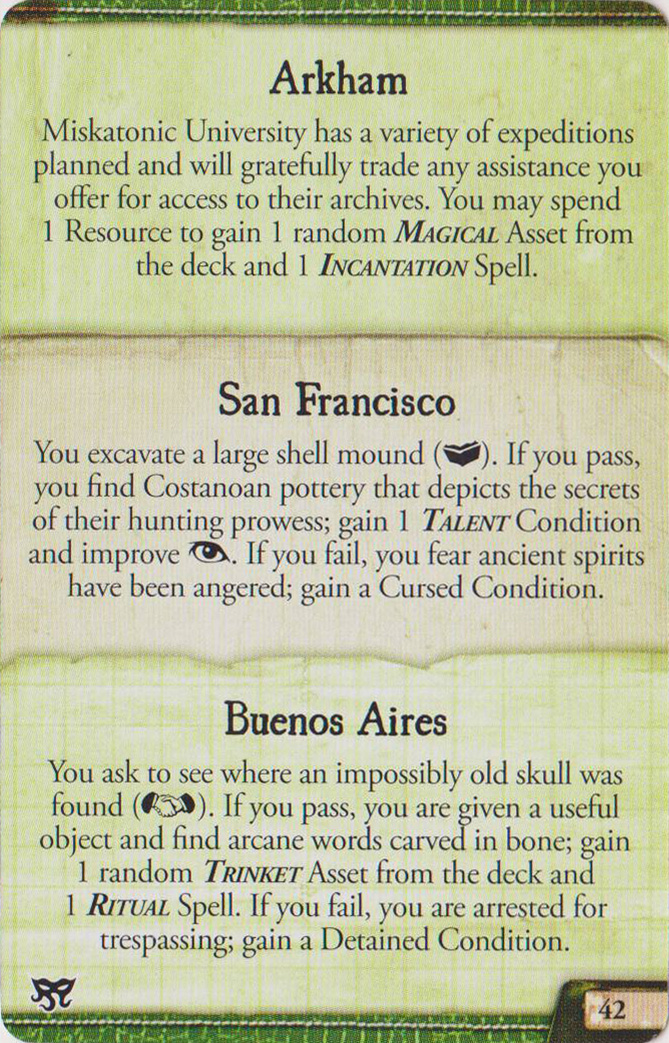 Arkham
Miskatonic University has a variety of expeditions
planned and will gratefully trade any assistance you
offer for access to their archives. You may spend
1 Resource to gain 1 random MAGICAL Asset from
the deck and 1 INCANTATION Spell.
San Francisco
You excavate a large shell mound (). If you pass,
you find Costanoan pottery that depicts the secrets
of their hunting prowess; gain 1 TALENT Condition
and improve . If you fail, you fear ancient spirits
have been angered; gain a Cursed Condition.
Buenos Aires
You ask to see where an impossibly old skull was
found (). If you pass, you are given a useful
object and find arcane words carved in bone; gain
1 random TRINKET Asset from the deck and
1 RITUAL Spell. If you fail, you are arrested for
trespassing; gain a Detained Condition.
42